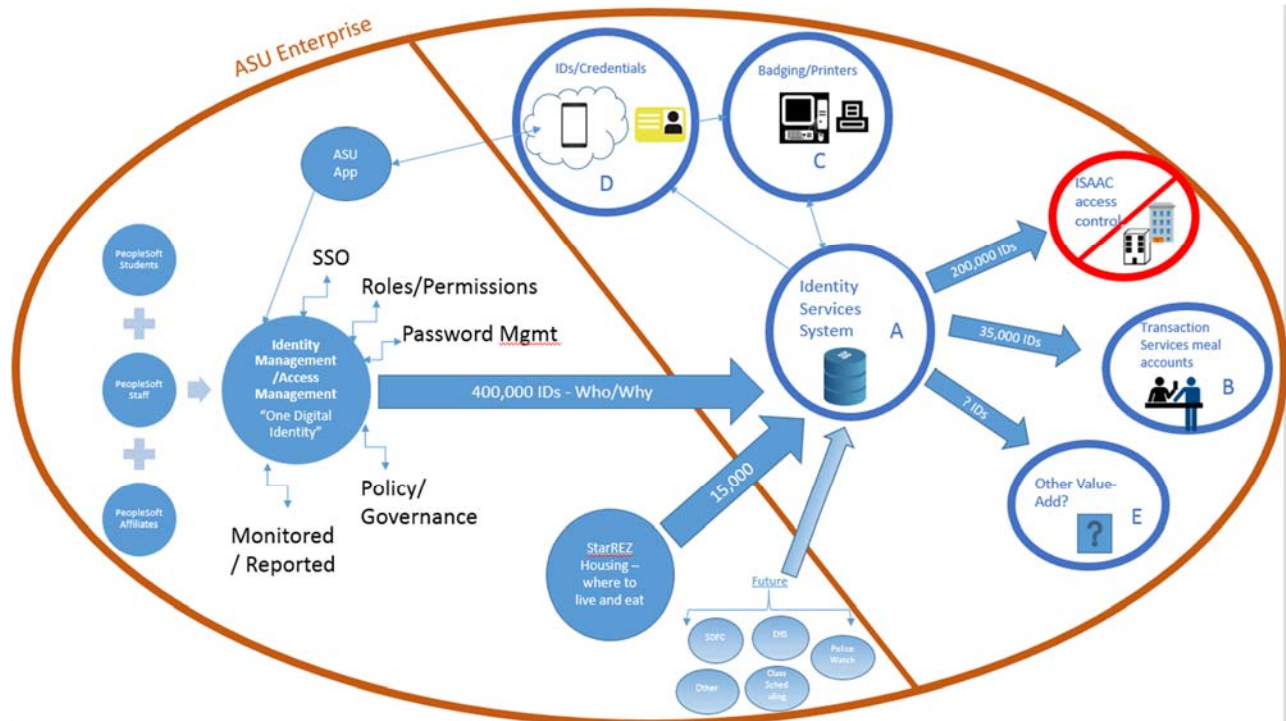 ASU Enterprise
IDs/Credentials
D
Badging/Printers
C
ASU
App
ISAAC
access
control
PeopleSoft
Students
PeopleSoft
Staff
PeopleSoft
Affiliates
SSO
Roles/Permissions
Password Mgmt
Identity
Management
/Access
Management
"One Digital
Identity"
Policy/
Governance
Monitored
/ Reported
400,000 IDs - Who/Why
Identity
Services
System
A
200,000 IDs
35,000 IDs
? IDs
Transaction
Services meal
accounts
B
Other Value-
Add?
?
E
15,000
StarREZ
Housing –
where to
live and eat
Future
SDFC
EHS
Police
Watch
Other
Class
Sched
uling